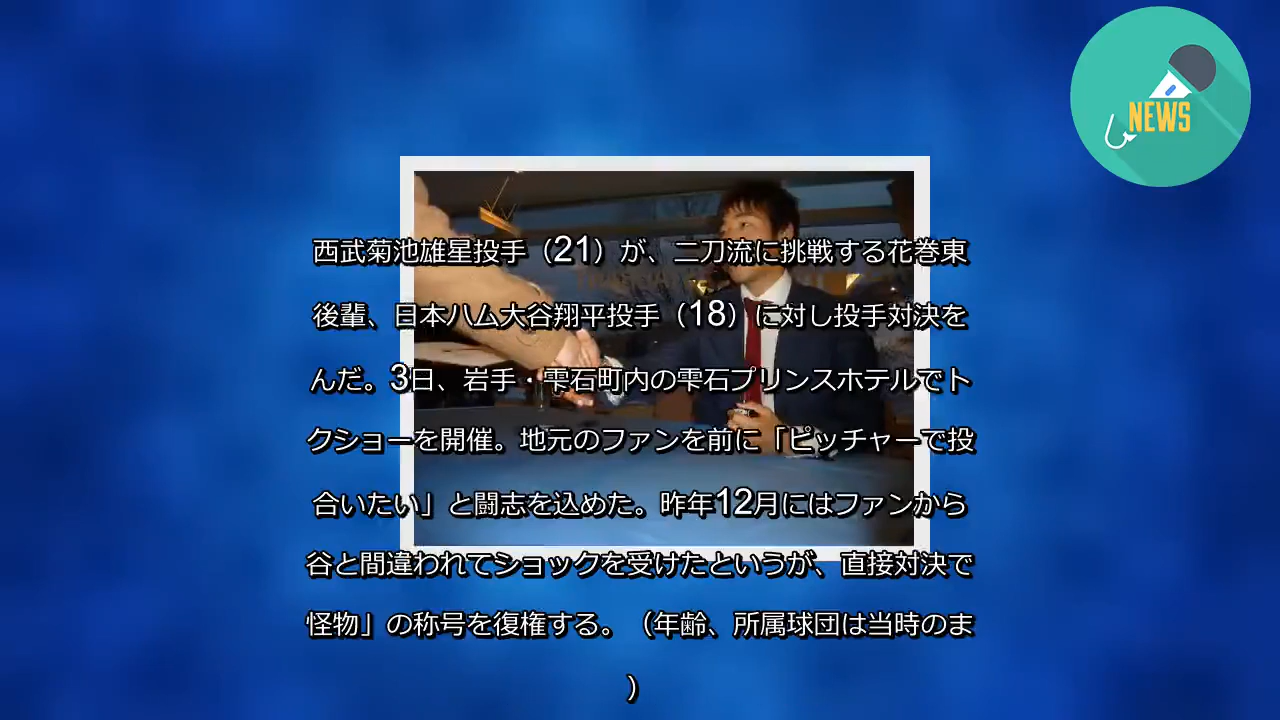 NEWS
西武菊池雄星投手（21）が、二刀流に挑戦する花巻東
後輩、日本ハム大谷翔平投手（18）に対し投手対決を
んだ。3日、岩手・雫石町内の雫石プリンスホテルでト
クショーを開催。地元のファンを前に「ピッチャーで投
合いたい」と闘志を込めた。昨年12月にはファンから
谷と間違われてショックを受けたというが、直接対決で
怪物」の称号を復権する。（年齢、所属球団は当時のま
）